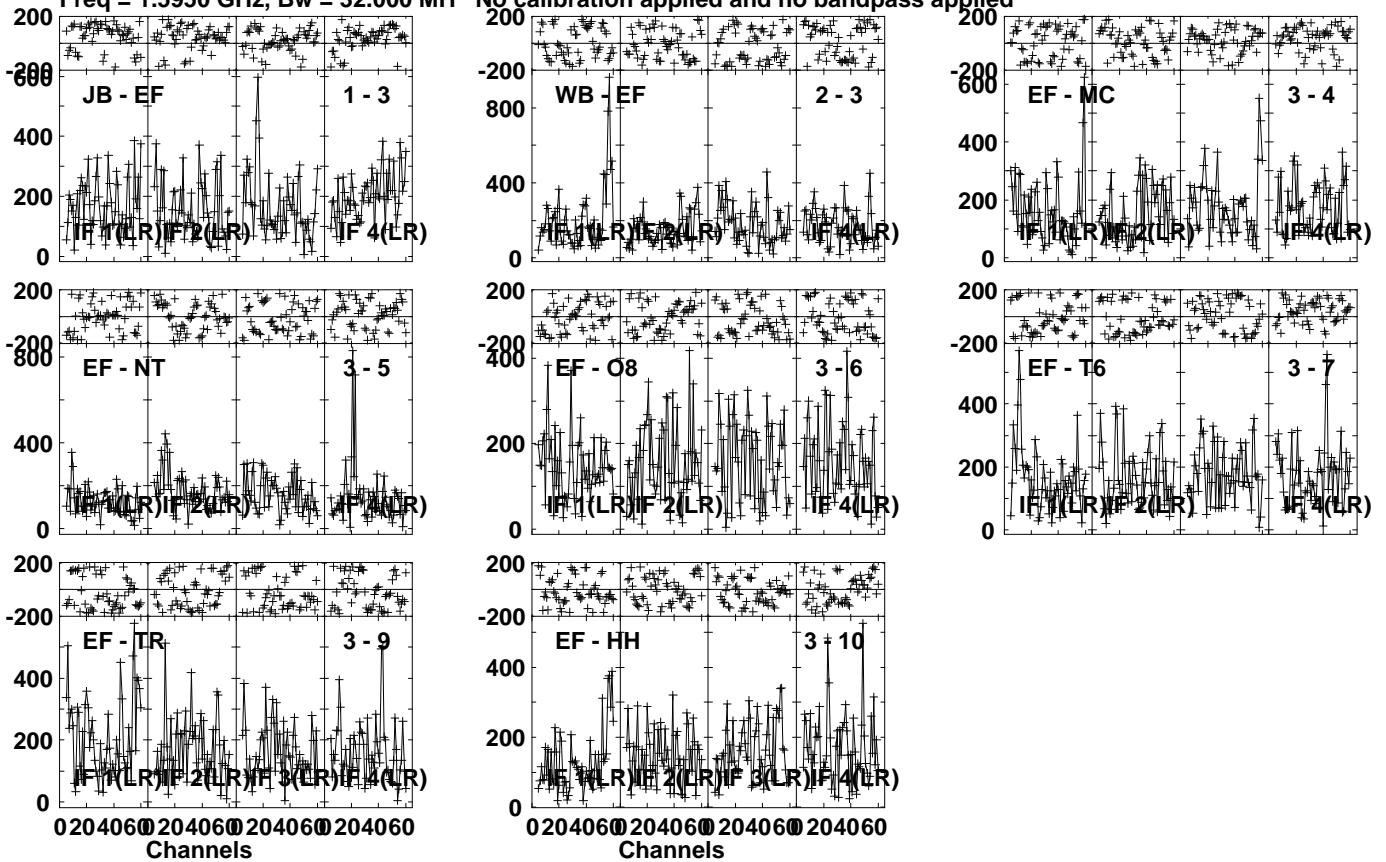 Freq = 1.5950 GHz, Bw = 32.000 MH No calibration applied and no bandpass applied
200
-200
600
400
200
0
JB - EF 1 - 3
IF 1(LR) IF 2(LR) IF 4(LR)
200
-200
800
400
0
WB - EF 2 - 3
IF 1(LR) IF 2(LR) IF 4(LR)
200
-200
600
400
200
0
EF - MC 3 - 4
IF 1(LR) IF 2(LR) IF 4(LR)
200
-200
800
400
0
EF - NT 3 - 5
IF 1(LR) IF 2(LR) IF 4(LR)
200
-200
400
200
0
EF - O8 3 - 6
IF 1(LR) IF 2(LR) IF 4(LR)
200
-200
400
200
0
EF - T6 3 - 7
IF 1(LR) IF 2(LR) IF 4(LR)
200
-200
400
200
0
EF - TR 3 - 9
IF 1(LR) IF 2(LR) IF 3(LR) IF 4(LR)
0 20 40 60 0 20 40 60 0 20 40 60 0 20 40 60
Channels
200
-200
400
200
0
EF - HH 3 - 10
IF 1(LR) IF 2(LR) IF 3(LR) IF 4(LR)
0 20 40 60 0 20 40 60 0 20 40 60 0 20 40 60
Channels